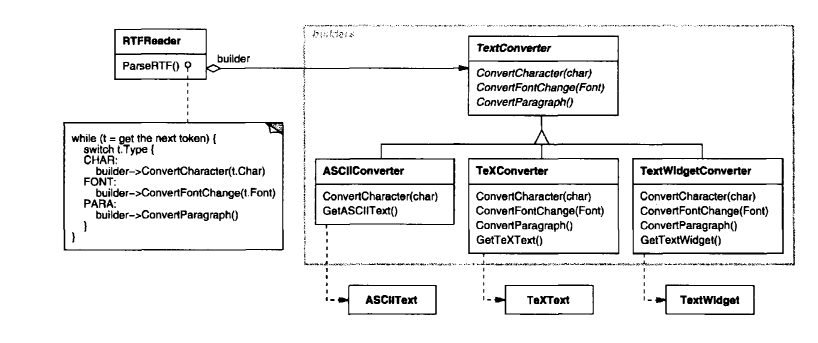 builders
RTFReader
ParseRTF()
builder
TextConverter
ConvertCharacter(char)
ConvertFontChange(Font)
ConvertParagraph()
while (t = get the next token) {
switch t.Type {
CHAR:
builder->ConvertCharacter(t.Char)
FONT:
builder->ConvertFontChange(t.Font)
PARA:
builder->ConvertParagraph()
}
}
ASCIIConverter
ConvertCharacter(char)
GetASCIIText()
TeXConverter
ConvertCharacter(char)
ConvertFontChange(Font)
ConvertParagraph()
GetTeXText()
TextWidgetConverter
ConvertCharacter(char)
ConvertFontChange(Font)
ConvertParagraph()
GetTextWidget()
ASCIIText
TeXText
TextWidget